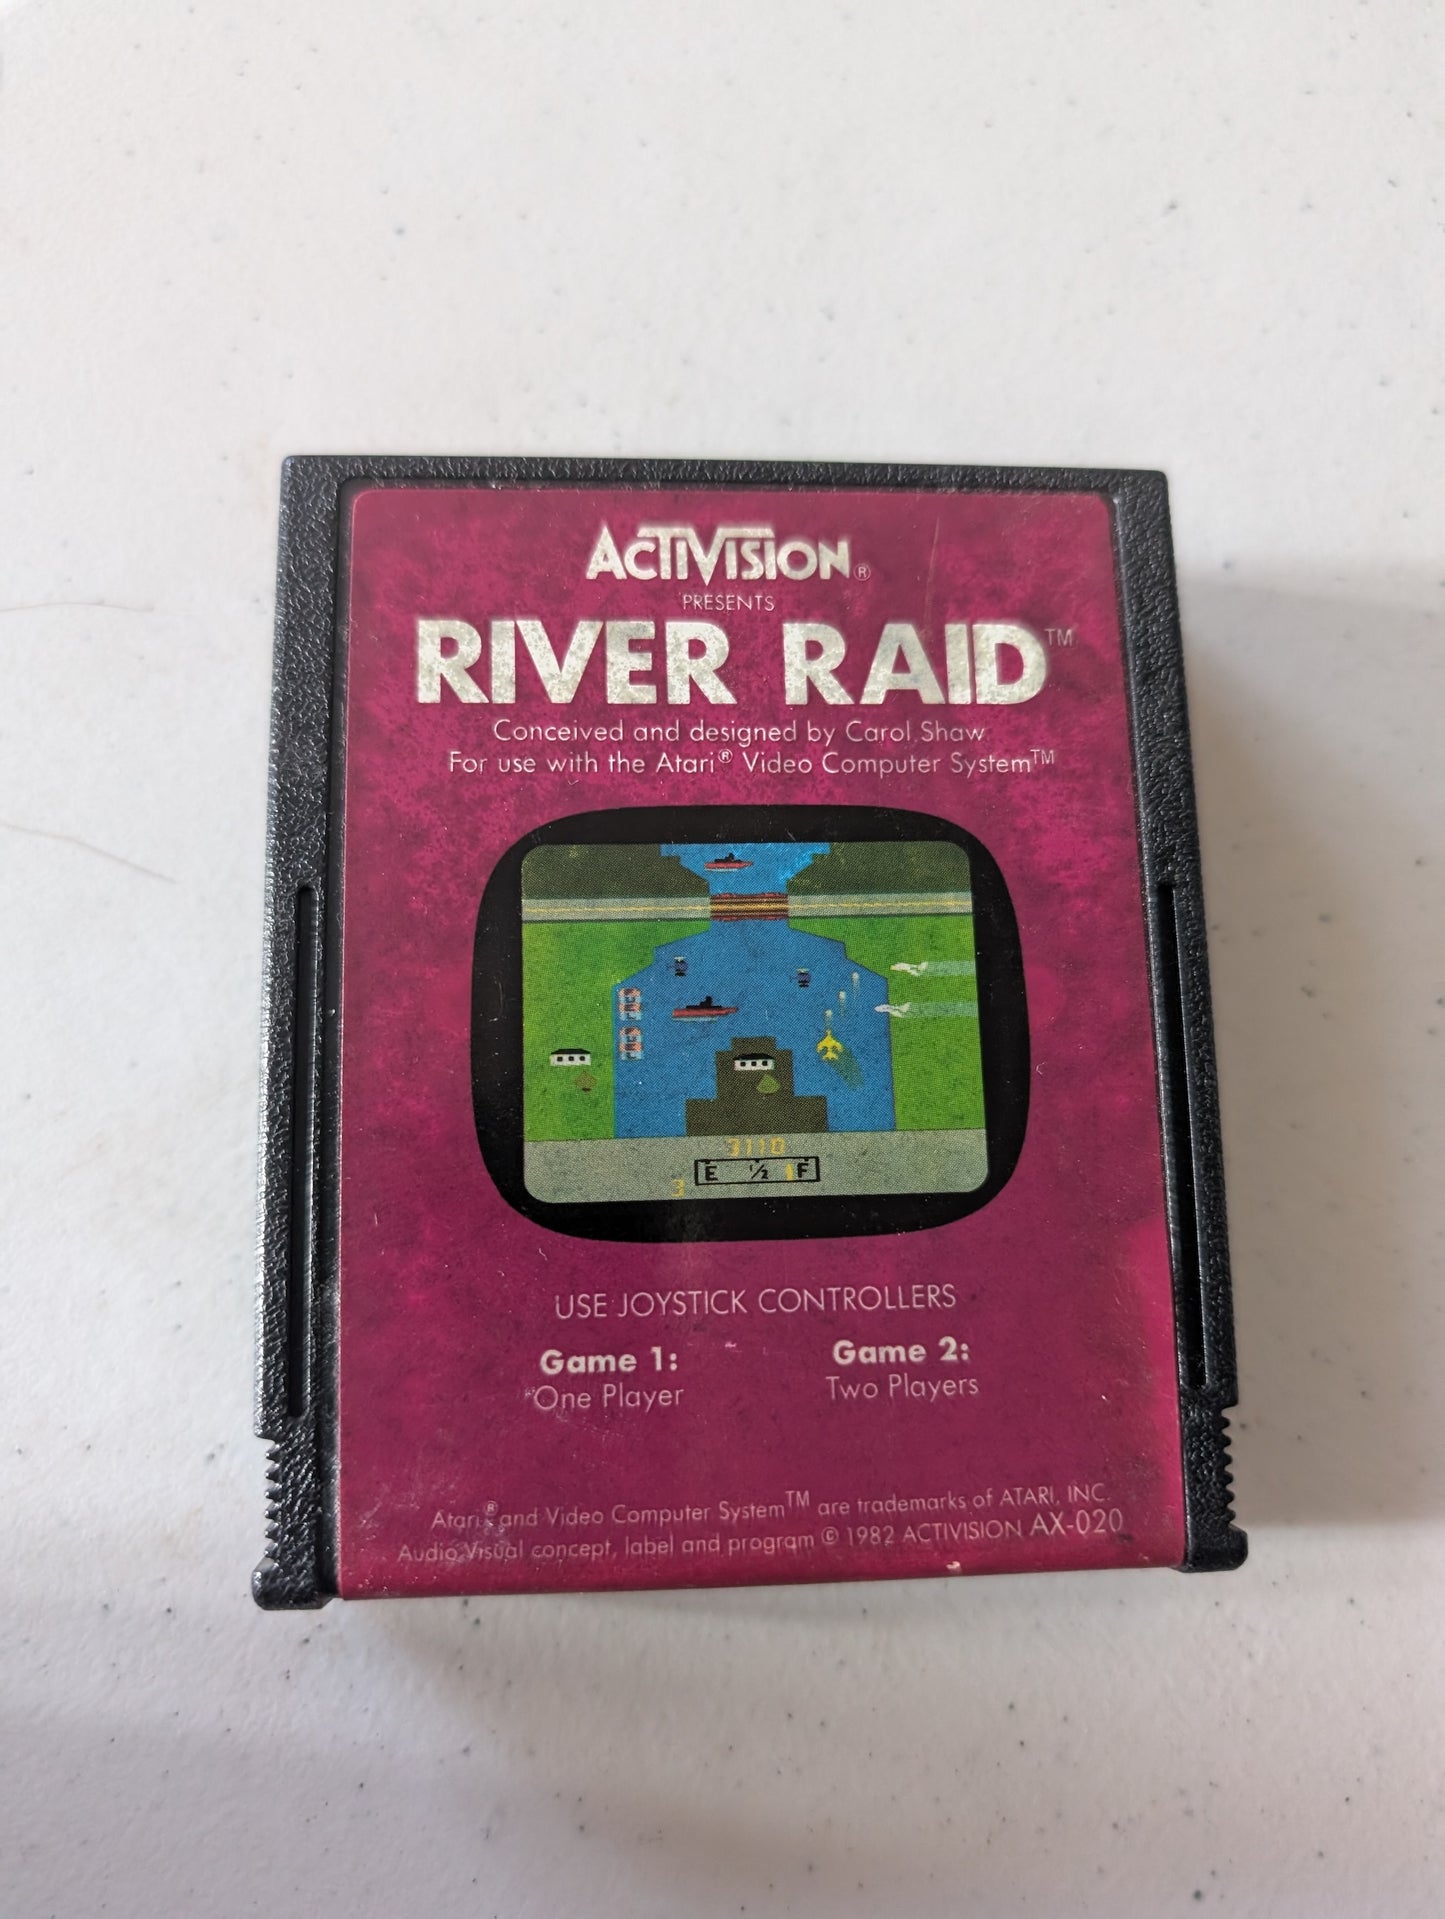 ACTIVISION®
PRESENTS
RIVER RAID™
Conceived and designed by Carol Shaw
For use with the Atari® Video Computer System™
3110
E ½ F
3
USE JOYSTICK CONTROLLERS
Game 1: Game 2:
One Player Two Players
Atari® and Video Computer System™ are trademarks of ATARI, INC.
Audio Visual concept, label and program © 1982 ACTIVISION AX-020